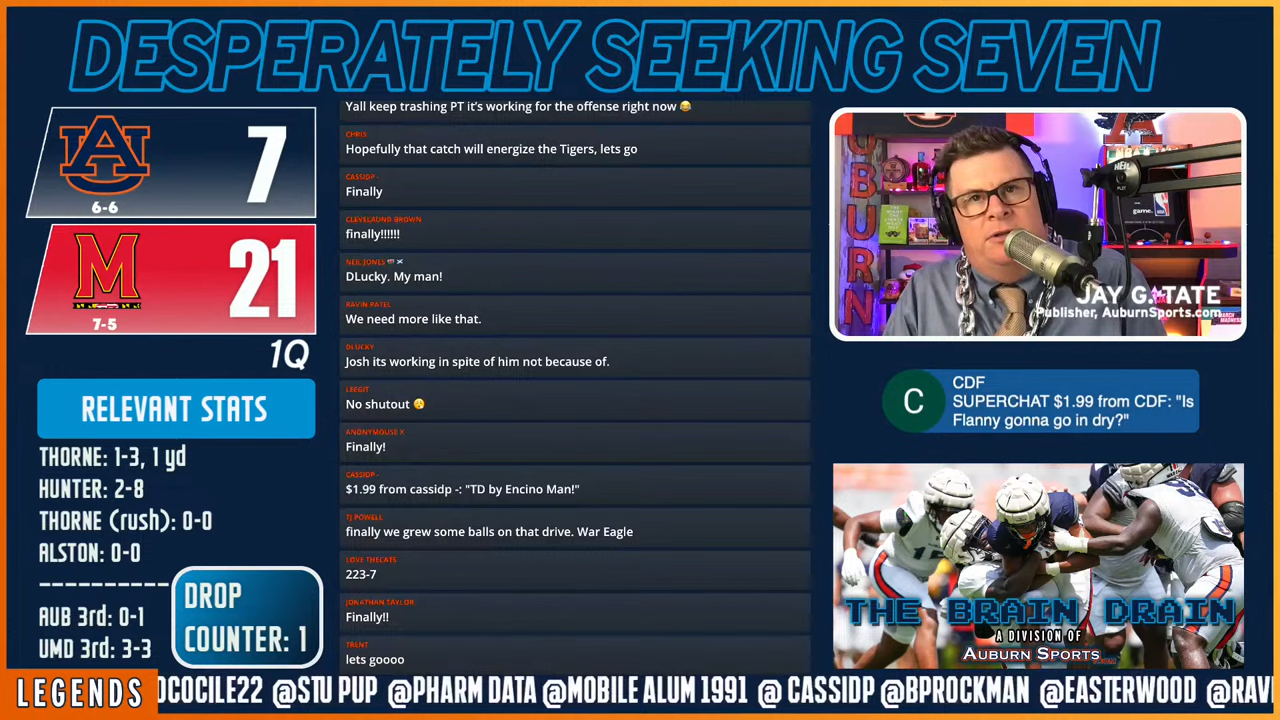 DESPERATELY SEEKING SEVEN
7
6-6
M
21
7-5
1Q
RELEVANT STATS
THORNE: 1-3, 1 yd
HUNTER: 2-8
THORNE (rush): 0-0
ALSTON: 0-0
----------
AUB 3rd: 0-1
UMD 3rd: 3-3
DROP
COUNTER: 1
Yall keep trashing PT it's working for the offense right now 😂
CHRIS
Hopefully that catch will energize the Tigers, lets go
CASSIDP -
Finally
CLEVELAUND BROWN
finally!!!!!!
NEIL JONES
DLucky. My man!
RAVIN PATEL
We need more like that.
DLUCKY
Josh its working in spite of him not because of.
LEEGIT
No shutout 😥
ANONYMOUSE X
Finally!
CASSIDP -
$1.99 from cassidp -: "TD by Encino Man!"
TJ POWELL
finally we grew some balls on that drive. War Eagle
LOVE THECATS
223-7
JONATHAN TAYLOR
Finally!!
TRENT
lets goooo
HEIL
game.
JAY G. TATE
Publisher, AuburnSports.com
C
CDF
SUPERCHAT $1.99 from CDF: "Is
Flanny gonna go in dry?"
THE BRAIN DRAIN
A DIVISION OF
AUBURN SPORTS.COM
LEGENDS
OCOCILE22 @STU PUP @PHARM DATA @MOBILE ALUM 1991 @ CASSIDP @BPROCKMAN @EASTERWOOD @RAVI